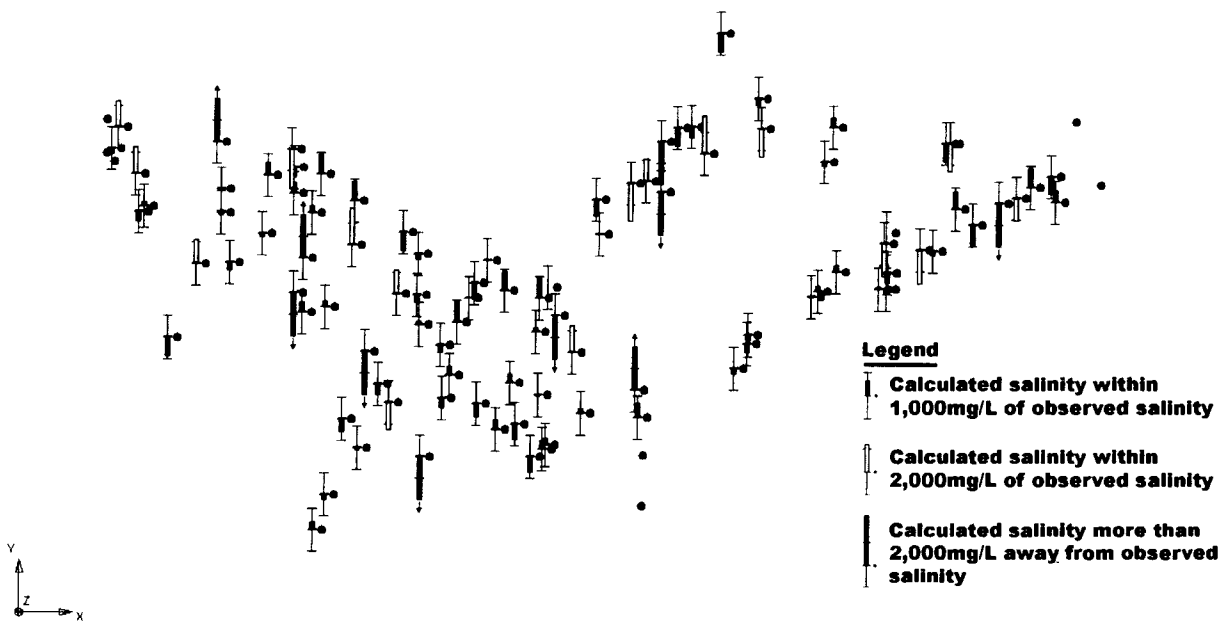 Legend
Calculated salinity within
1,000mg/L of observed salinity
Calculated salinity within
2,000mg/L of observed salinity
Calculated salinity more than
2,000mg/L away from observed
salinity
Y
Z
X